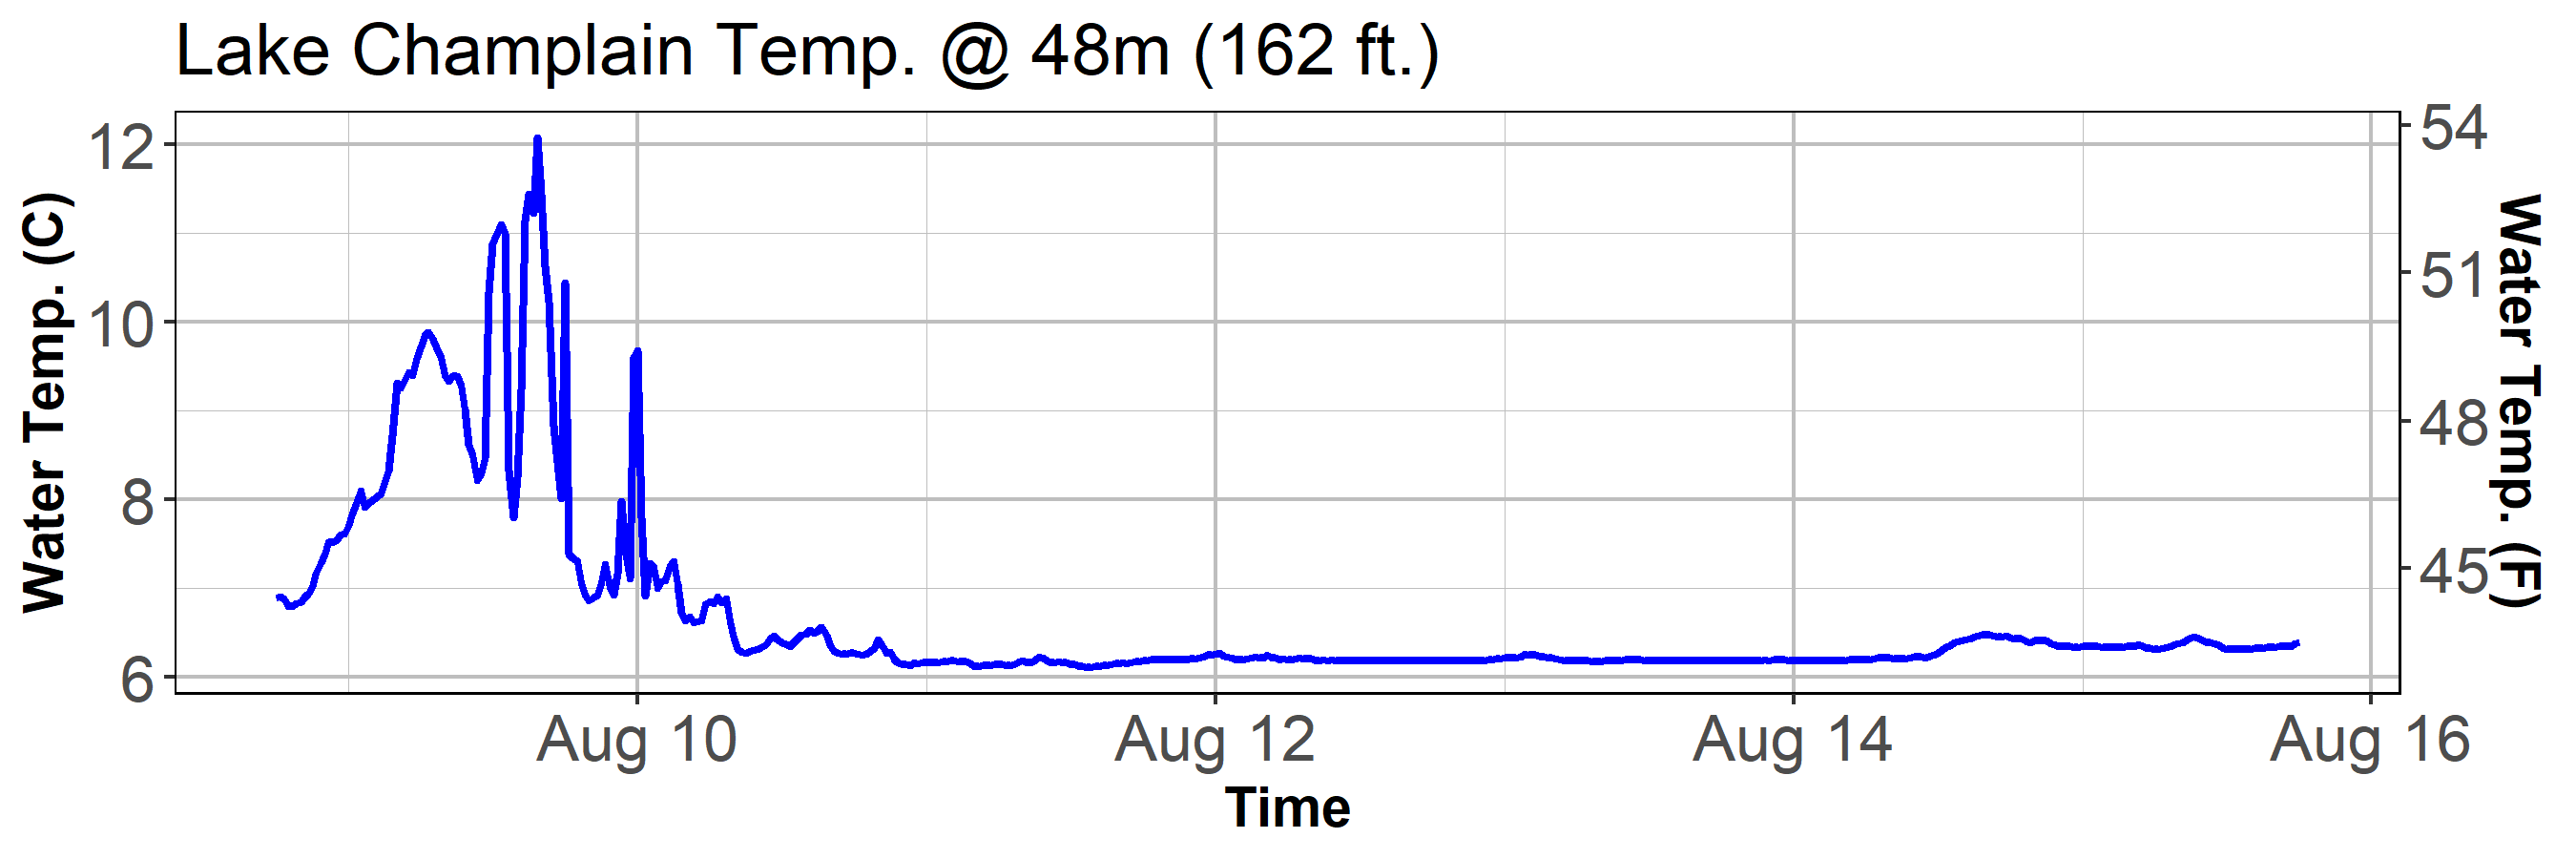 Lake Champlain Temp. @ 48m (162 ft.)
Water Temp. (C)
12
10
8
6
54
51
48
45
Water Temp. (F)
Aug 10 Aug 12 Aug 14 Aug 16
Time